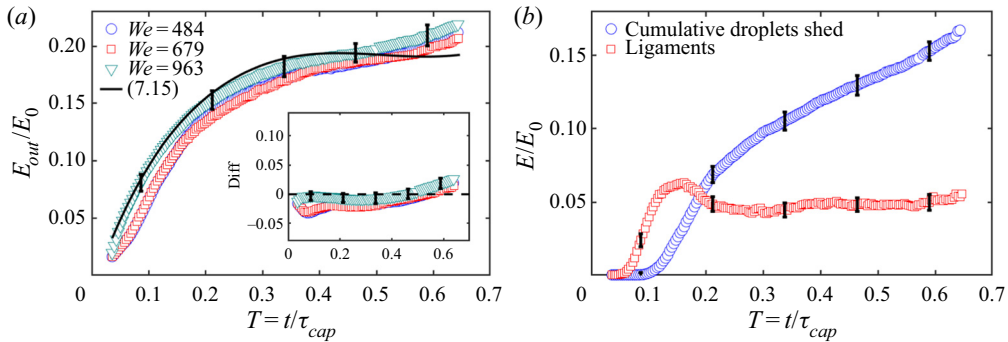 (a)
We = 484
We = 679
We = 963
(7.15)
E_out/E_0
0.20
0.15
0.10
0.05
0
0.1
0.2
0.3
0.4
0.5
0.6
0.7
T = t/τ_cap
Diff
0.10
0.05
0
−0.05
0
0.2
0.4
0.6
(b)
Cumulative droplets shed
Ligaments
E/E_0
0.15
0.10
0.05
0
0
0.1
0.2
0.3
0.4
0.5
0.6
0.7
T = t/τ_cap